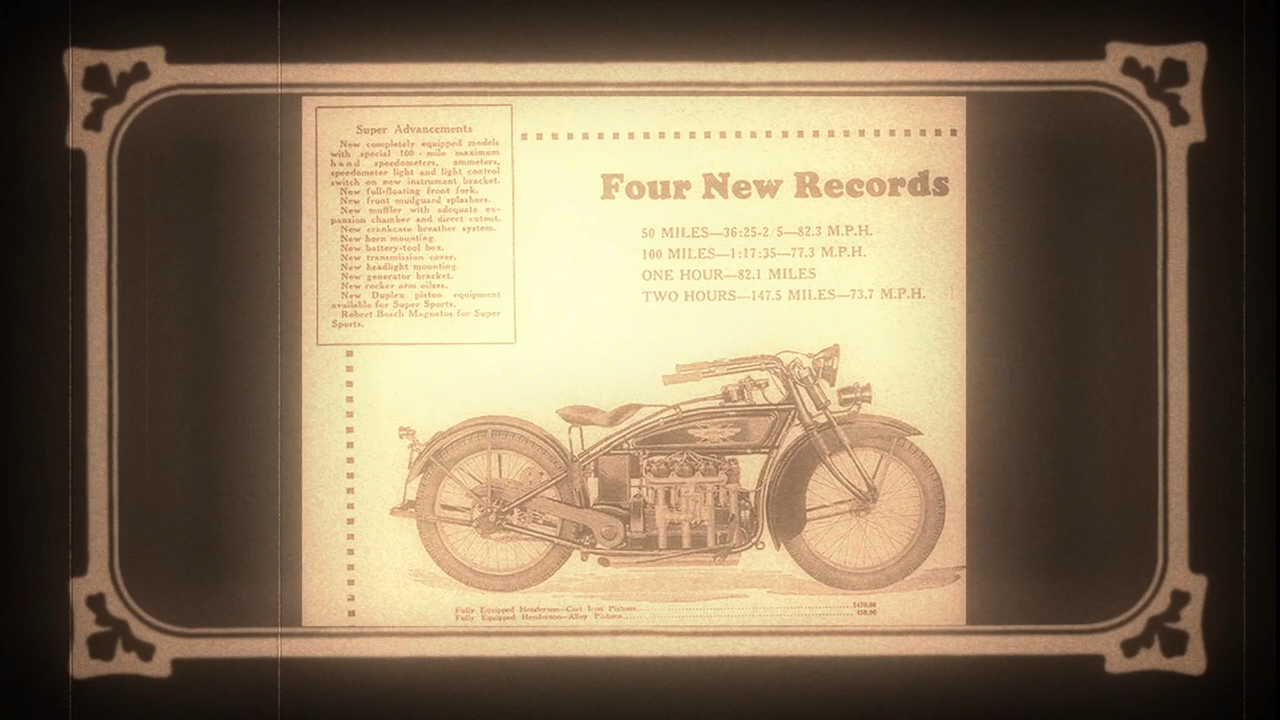 Super Advancements
New completely equipped models
with special 100-mile maximum
hand speedometers, ammeters,
speedometer light and light control
switch on new instrument bracket.
New full-floating front fork.
New front mudguard splashers.
New muffler with adequate ex-
pansion chamber and direct cutout.
New crankcase breather system.
New horn mounting.
New battery-tool box.
New transmission cover.
New headlight mounting.
New generator bracket.
New rocker arm oilers.
New Duplex piston equipment
available for Super Sports.
Robert Bosch Magnetos for Super
Sports.
Four New Records
50 MILES—36:25-2/5—82.3 M.P.H.
100 MILES—1:17:35—77.3 M.P.H.
ONE HOUR—82.1 MILES
TWO HOURS—147.5 MILES—73.7 M.P.H.
Fully Equipped Henderson—Cast Iron Pistons
Fully Equipped Henderson—Alloy Pistons